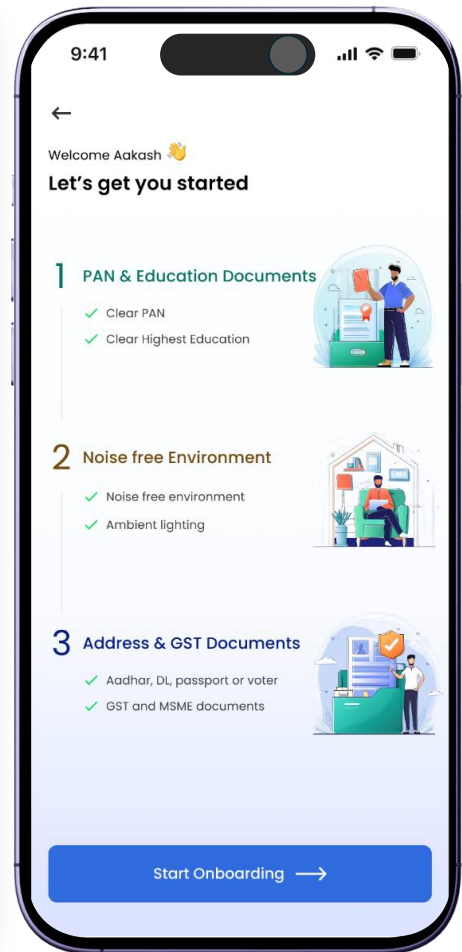 9:41
Welcome Aakash 👋
Let's get you started
1 PAN & Education Documents
Clear PAN
Clear Highest Education
2 Noise free Environment
Noise free environment
Ambient lighting
3 Address & GST Documents
Aadhar, DL, passport or voter
GST and MSME documents
Start Onboarding